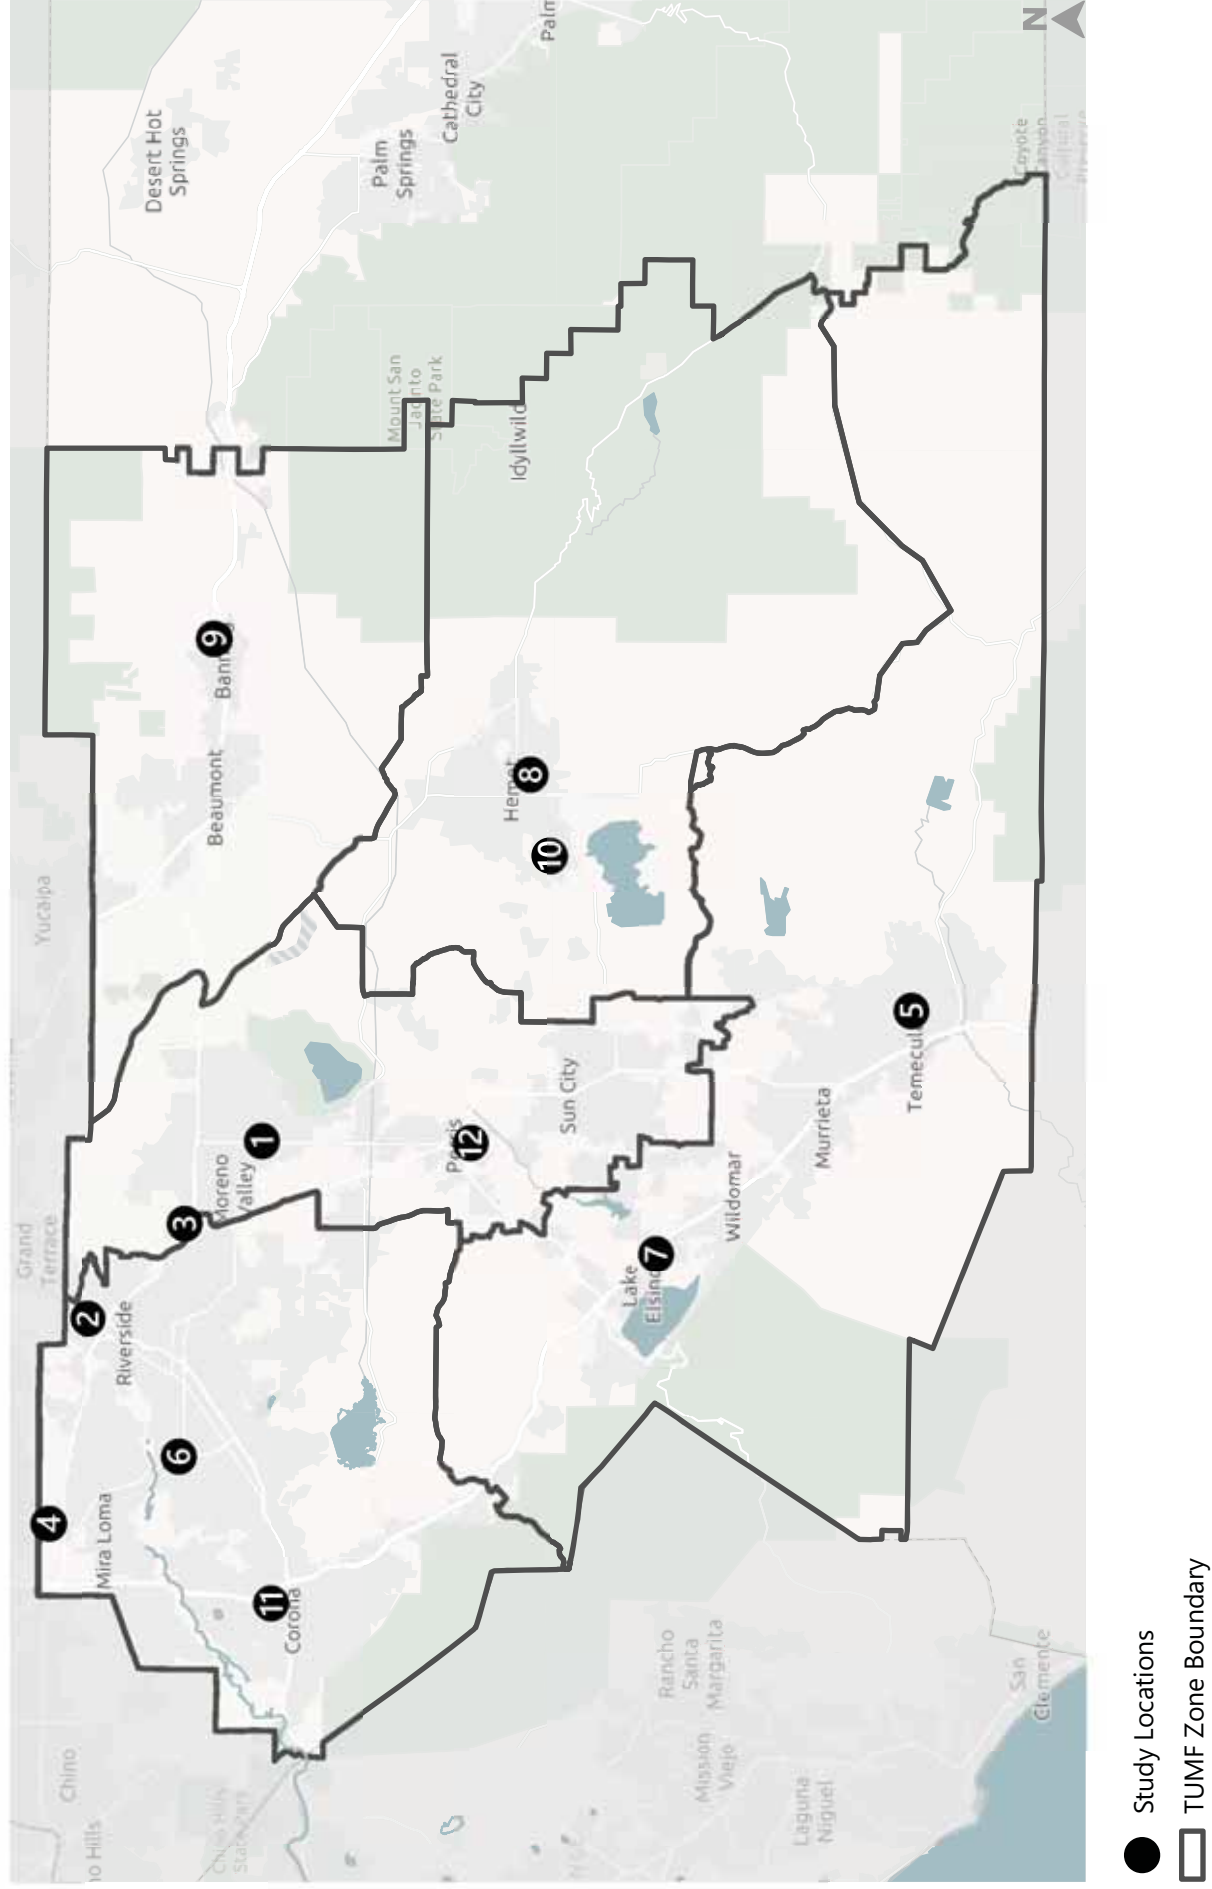 Yucaipa
Grand
Terrace
Chino
Mira Loma
4
2
Riverside
3
6
Moreno
Valley
1
Beaumont
9
Desert Hot
Springs
11
Corona
Palm
Springs
Cathedral
City
Palm
Mount San
Jacinto
State Park
12
Sun City
Hemet
8
10
Idyllwild
Lake
Elsinore
7
Wildomar
Murrieta
Temecula
5
Rancho
Santa
Margarita
Mission
Viejo
Laguna
Niguel
San
Clemente
Coyote
Canyon
Cultural
Preserve
N
Study Locations
TUMF Zone Boundary